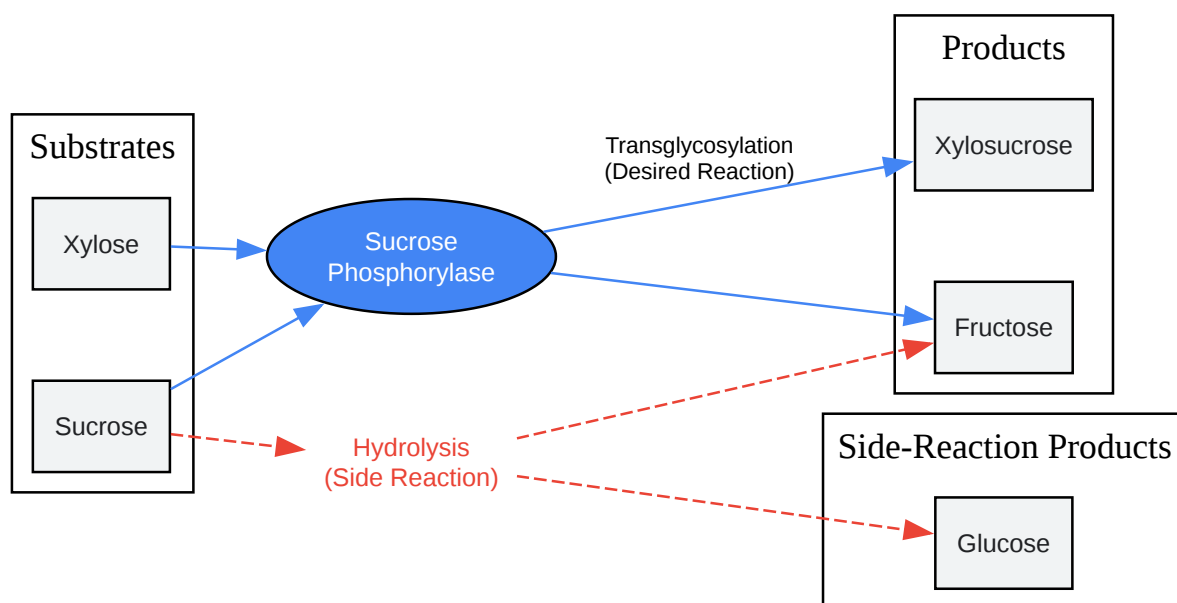 Substrates
Xylose
Sucrose
Sucrose
Phosphorylase
Transglycosylation
(Desired Reaction)
Hydrolysis
(Side Reaction)
Products
Xylosucrose
Fructose
Side-Reaction Products
Glucose